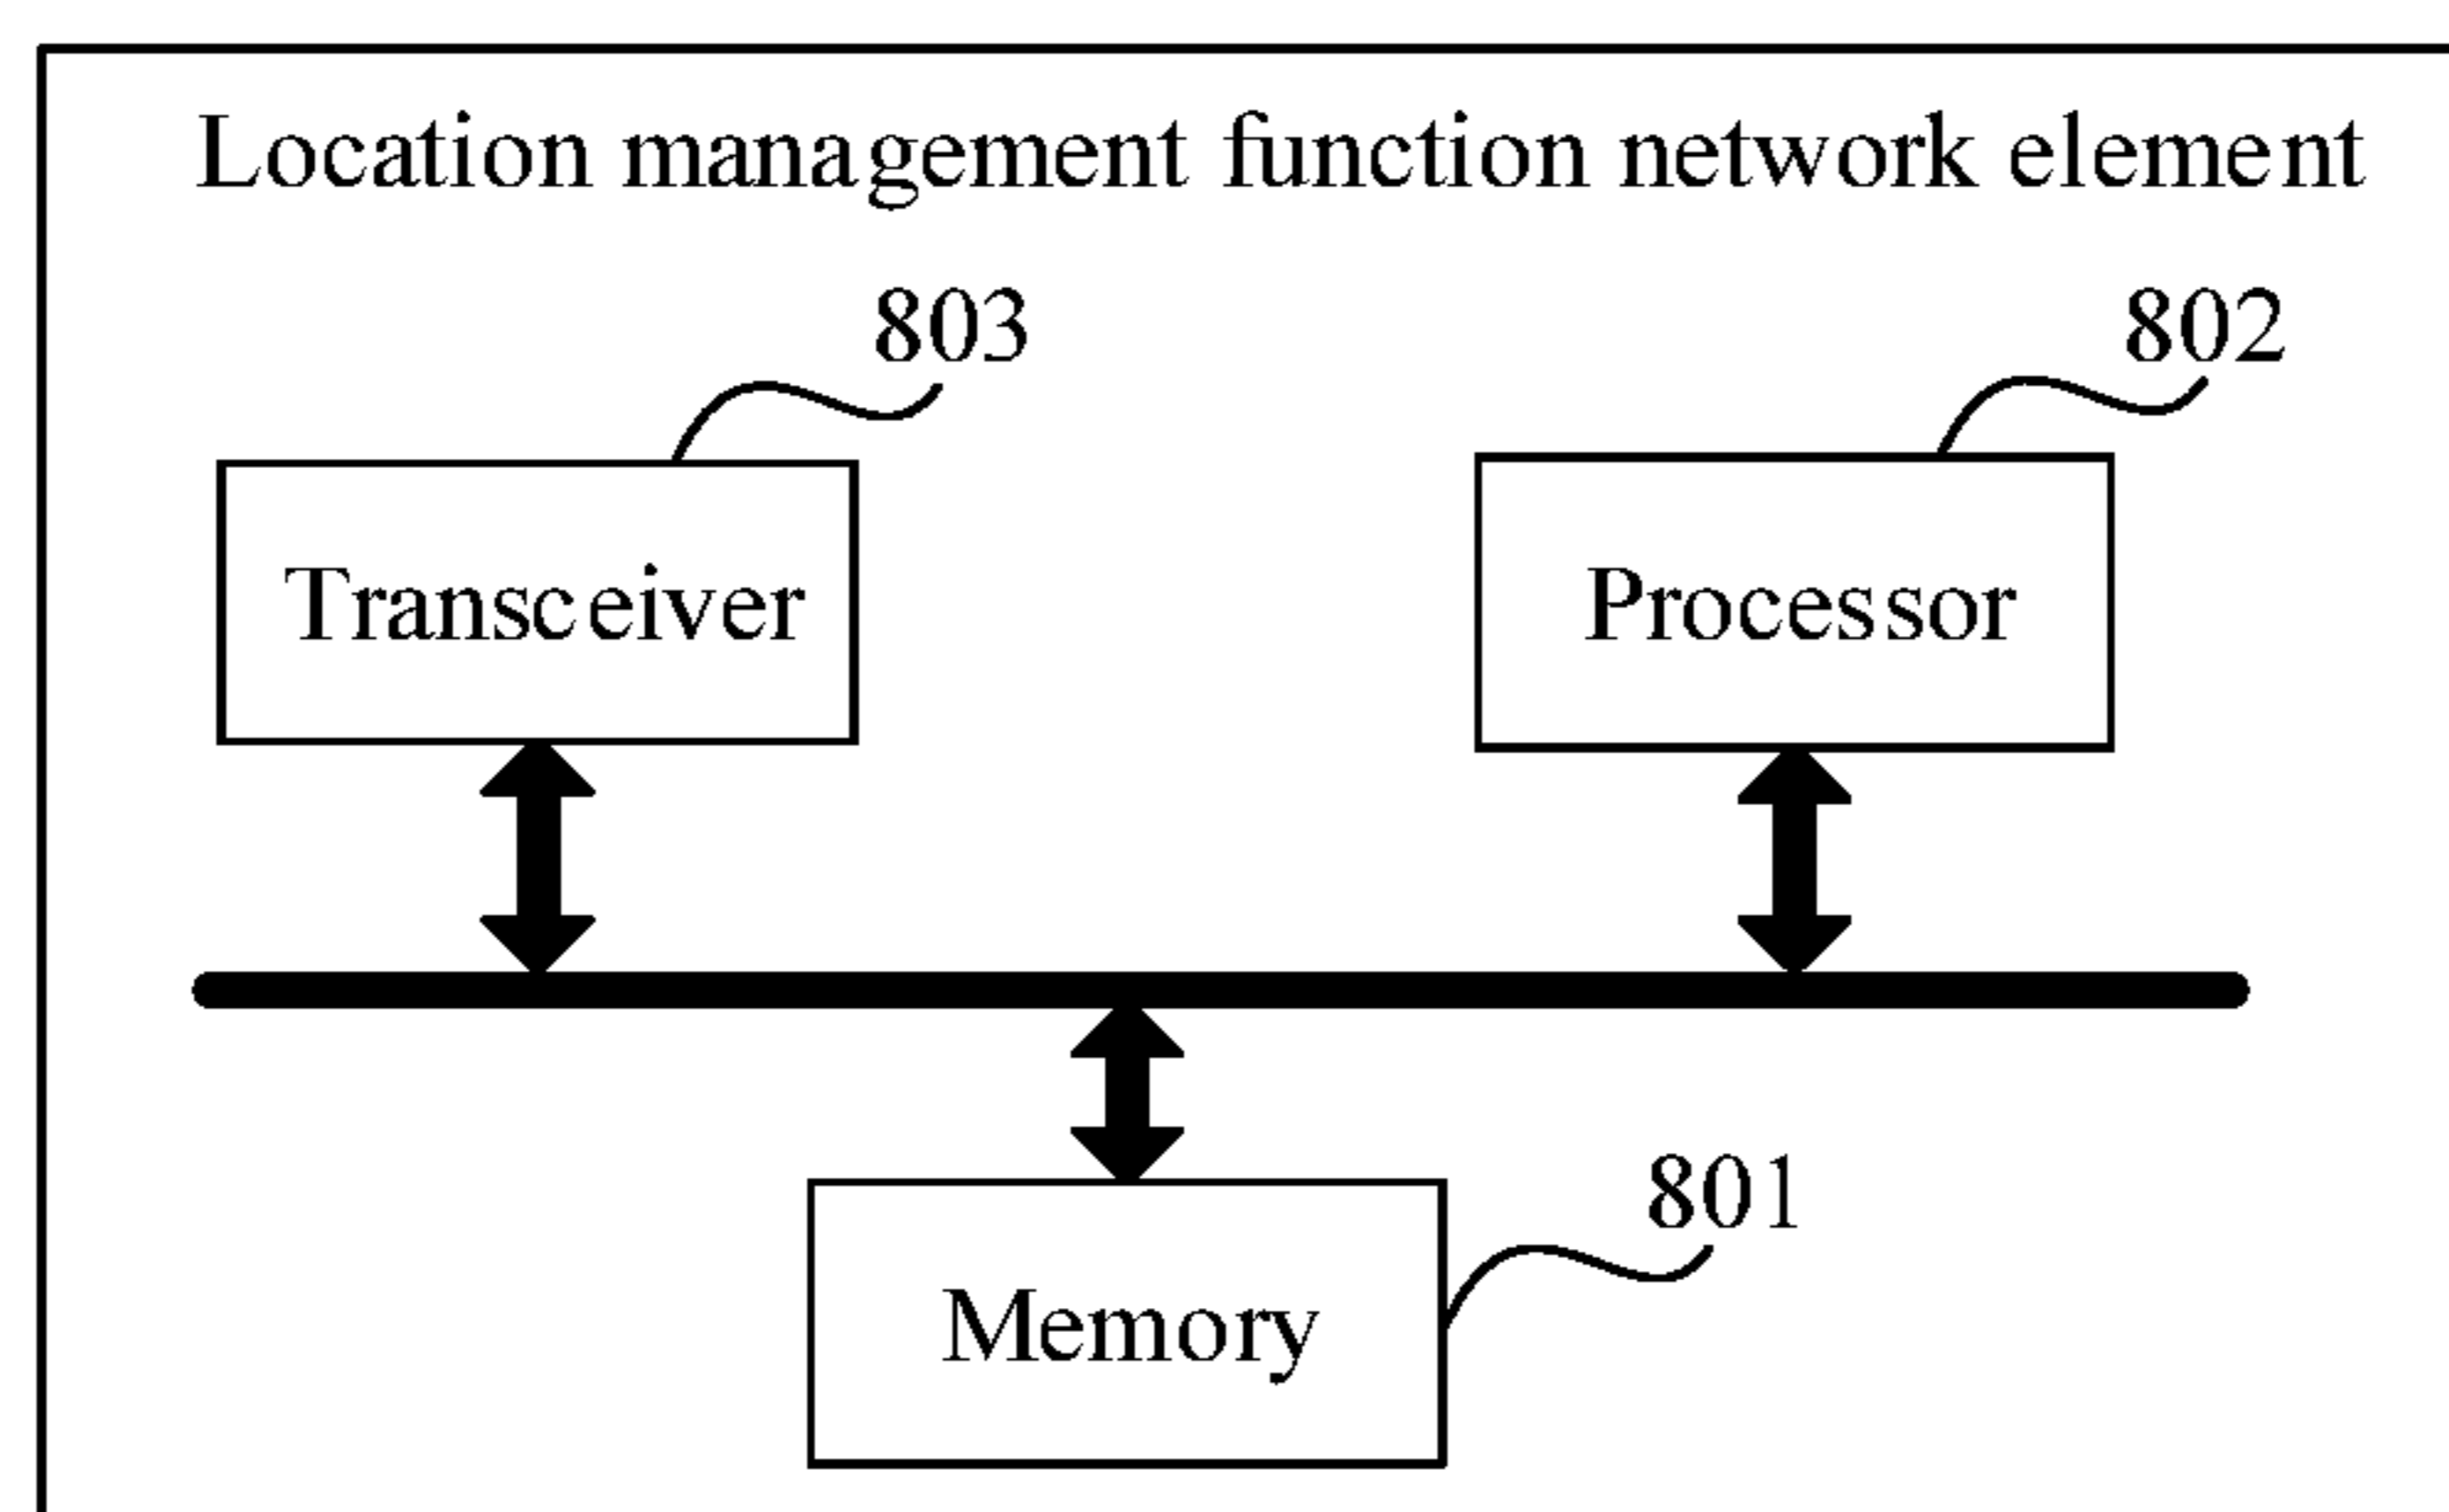 Location management function network element
803
802
Transceiver
Processor
801
Memory